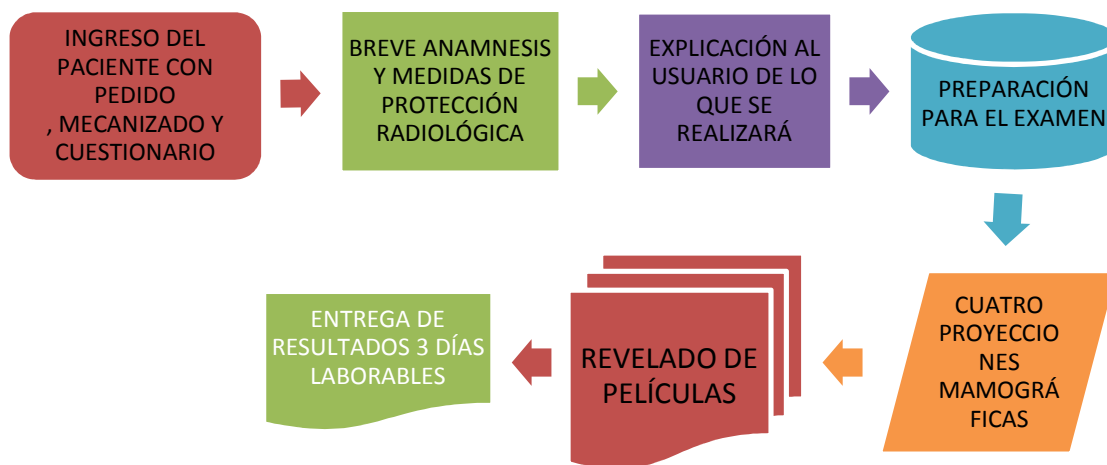 INGRESO DEL
PACIENTE CON
PEDIDO
, MECANIZADO Y
CUESTIONARIO
BREVE ANAMNESIS
Y MEDIDAS DE
PROTECCIÓN
RADIOLÓGICA
EXPLICACIÓN AL
USUARIO DE LO
QUE SE
REALIZARÁ
PREPARACIÓN
PARA EL EXAMEN
CUATRO
PROYECCIO
NES
MAMOGRÁ
FICAS
REVELADO DE
PELÍCULAS
ENTREGA DE
RESULTADOS 3 DÍAS
LABORABLES